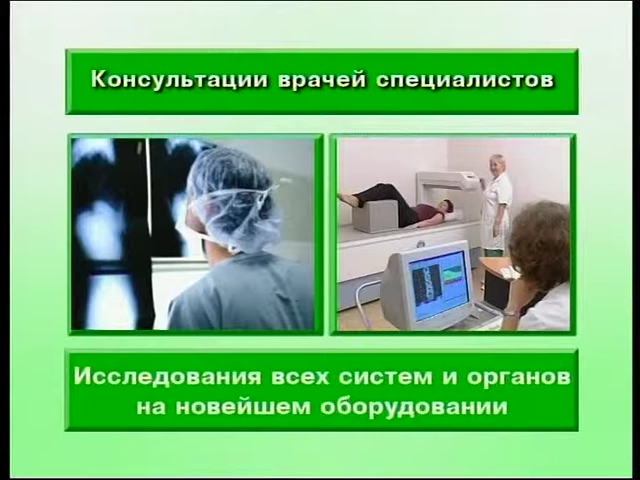 Консультации врачей специалистов
Исследования всех систем и органов
на новейшем оборудовании